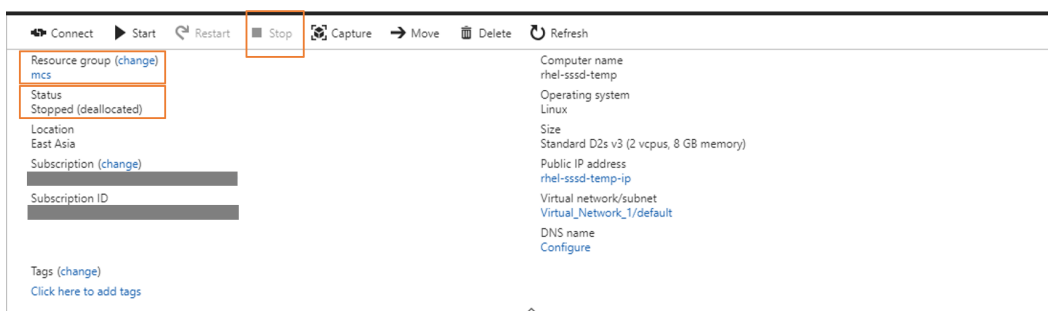 Connect Start Restart Stop Capture Move Delete Refresh
Resource group (change)
mcs
Status
Stopped (deallocated)
Location
East Asia
Subscription (change)
Subscription ID
Tags (change)
Click here to add tags
Computer name
rhel-sssd-temp
Operating system
Linux
Size
Standard D2s v3 (2 vcpus, 8 GB memory)
Public IP address
rhel-sssd-temp-ip
Virtual network/subnet
Virtual_Network_1/default
DNS name
Configure